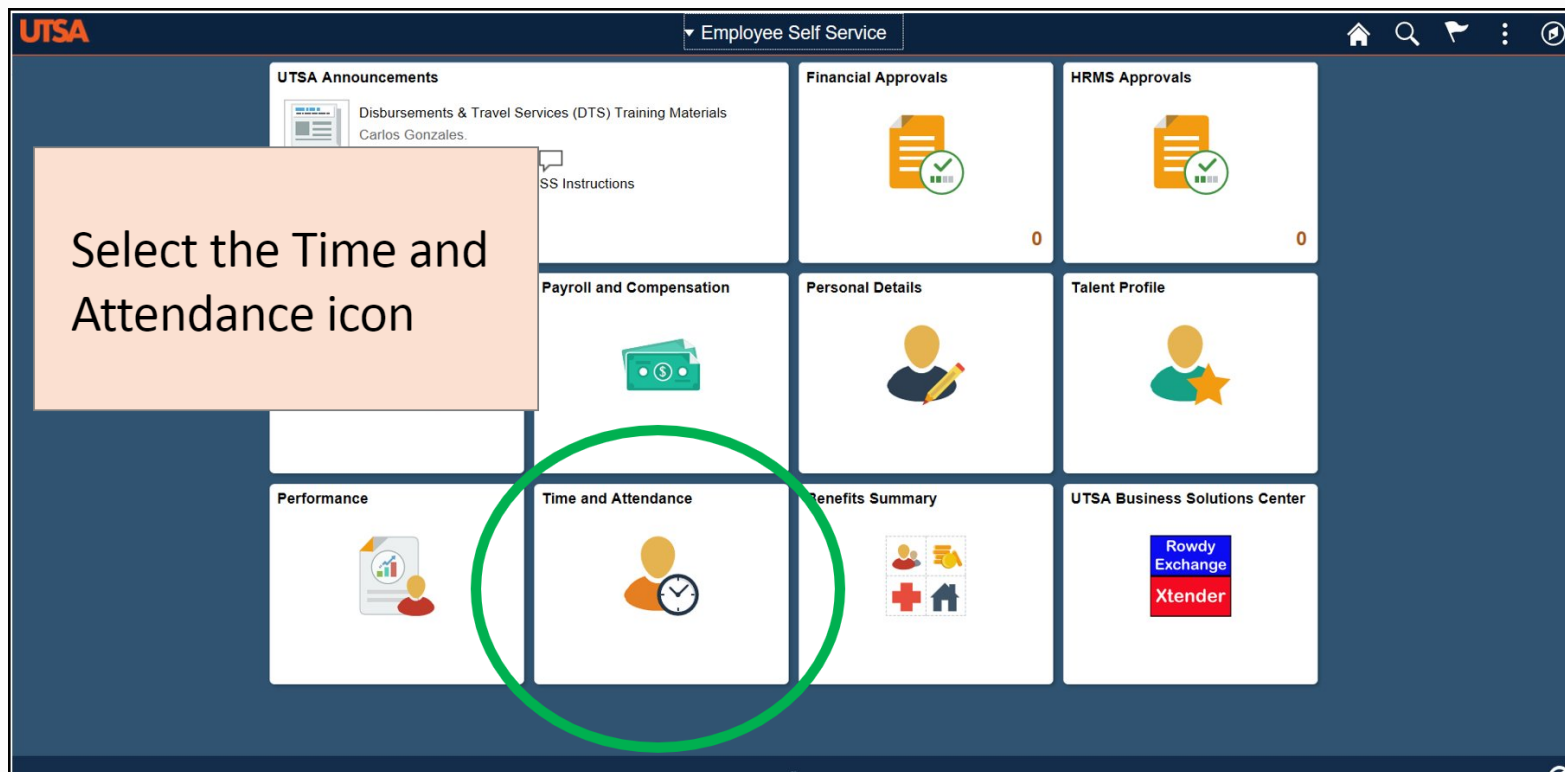 UTSA
Employee Self Service
UTSA Announcements
Disbursements & Travel Services (DTS) Training Materials
Carlos Gonzales.
SS Instructions
Financial Approvals
0
HRMS Approvals
0
Select the Time and
Attendance icon
Payroll and Compensation
Personal Details
Talent Profile
Performance
Time and Attendance
Benefits Summary
UTSA Business Solutions Center
Rowdy
Exchange
Xtender